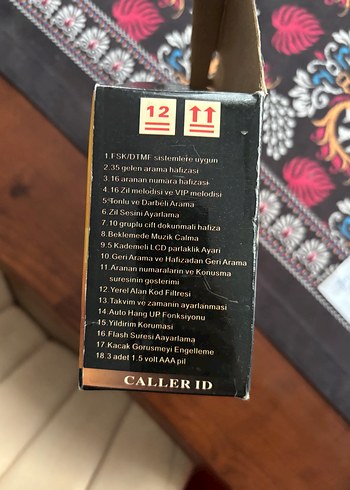 12
1.FSK/DTMF sistemlere uygun
2.35 gelen arama hafizasi
3.16 aranan numara hafizasi
4.16 Zil melodisi ve VIP melodisi
5.Tonlu ve Darbeli Arama
6.Zil Sesini Ayarlama
7.10 gruplu cift dokunmali hafiza
8.Beklemede Muzik Calma
9.5 Kademeli LCD parlaklik Ayari
10.Geri Arama ve Hafizadan Geri Arama
11.Aranan numaralarin ve Konusma
suresinin gosterimi
12.Yerel Alan Kod Filtresi
13.Takvim ve zamanin ayarlanmasi
14.Auto Hang UP Fonksiyonu
15.Yildirim Korumasi
16.Flash Suresi Aayarlama
17.Kacak Gorusmeyi Engelleme
18.3 adet 1.5 volt AAA pil
CALLER ID